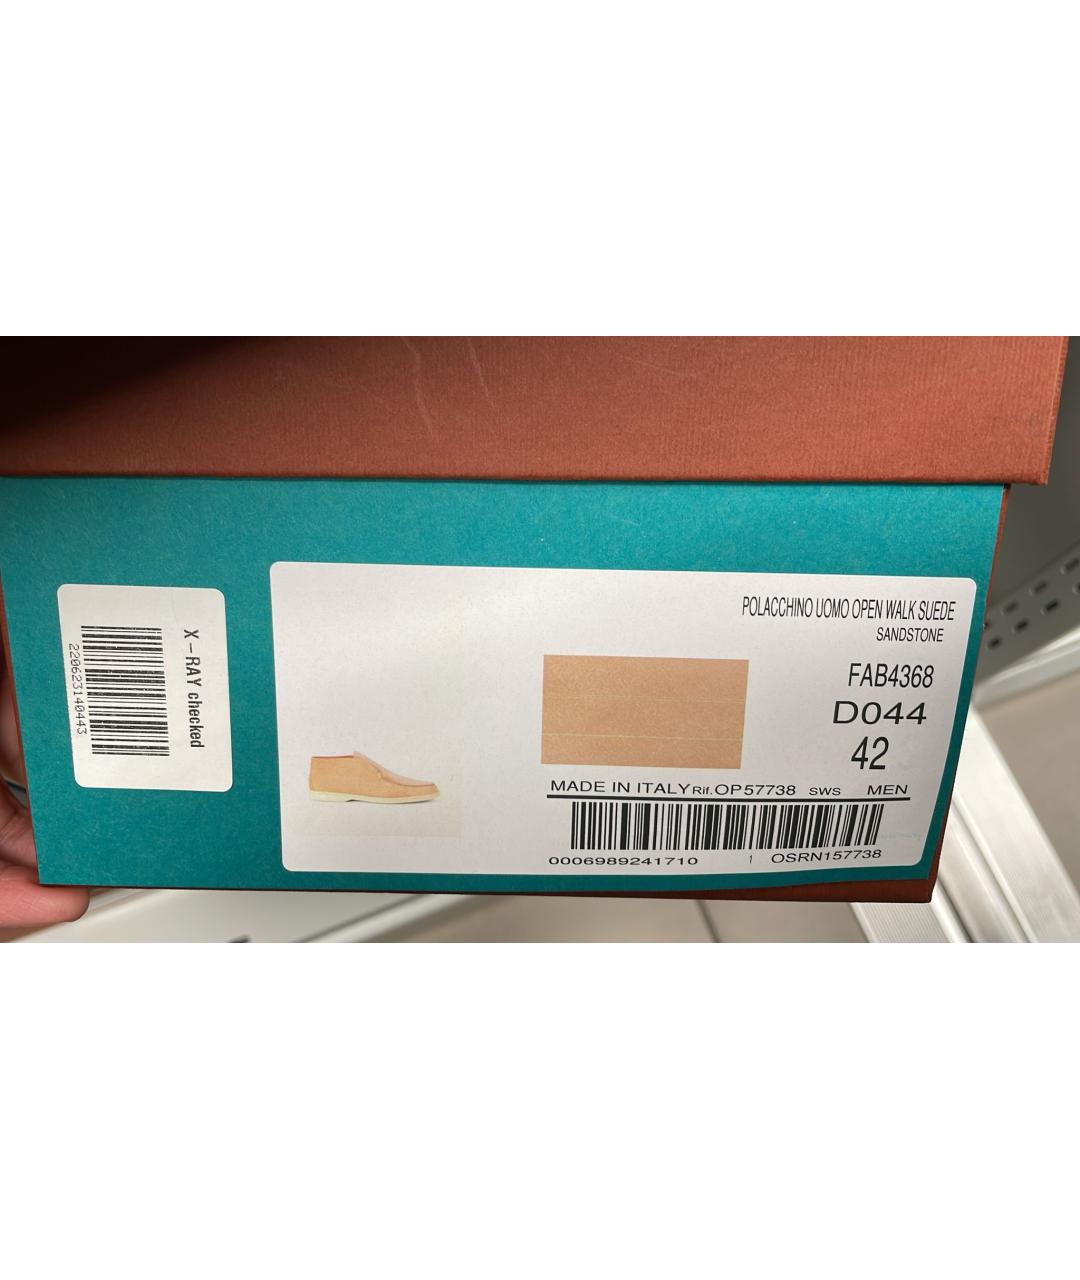 X-RAY checked
220623140443
POLACCHINO UOMO OPEN WALK SUEDE
SANDSTONE
FAB4368
D044
42
MADE IN ITALY Rif. OP57738 SWS MEN
0006989241710 1 OSRN157738